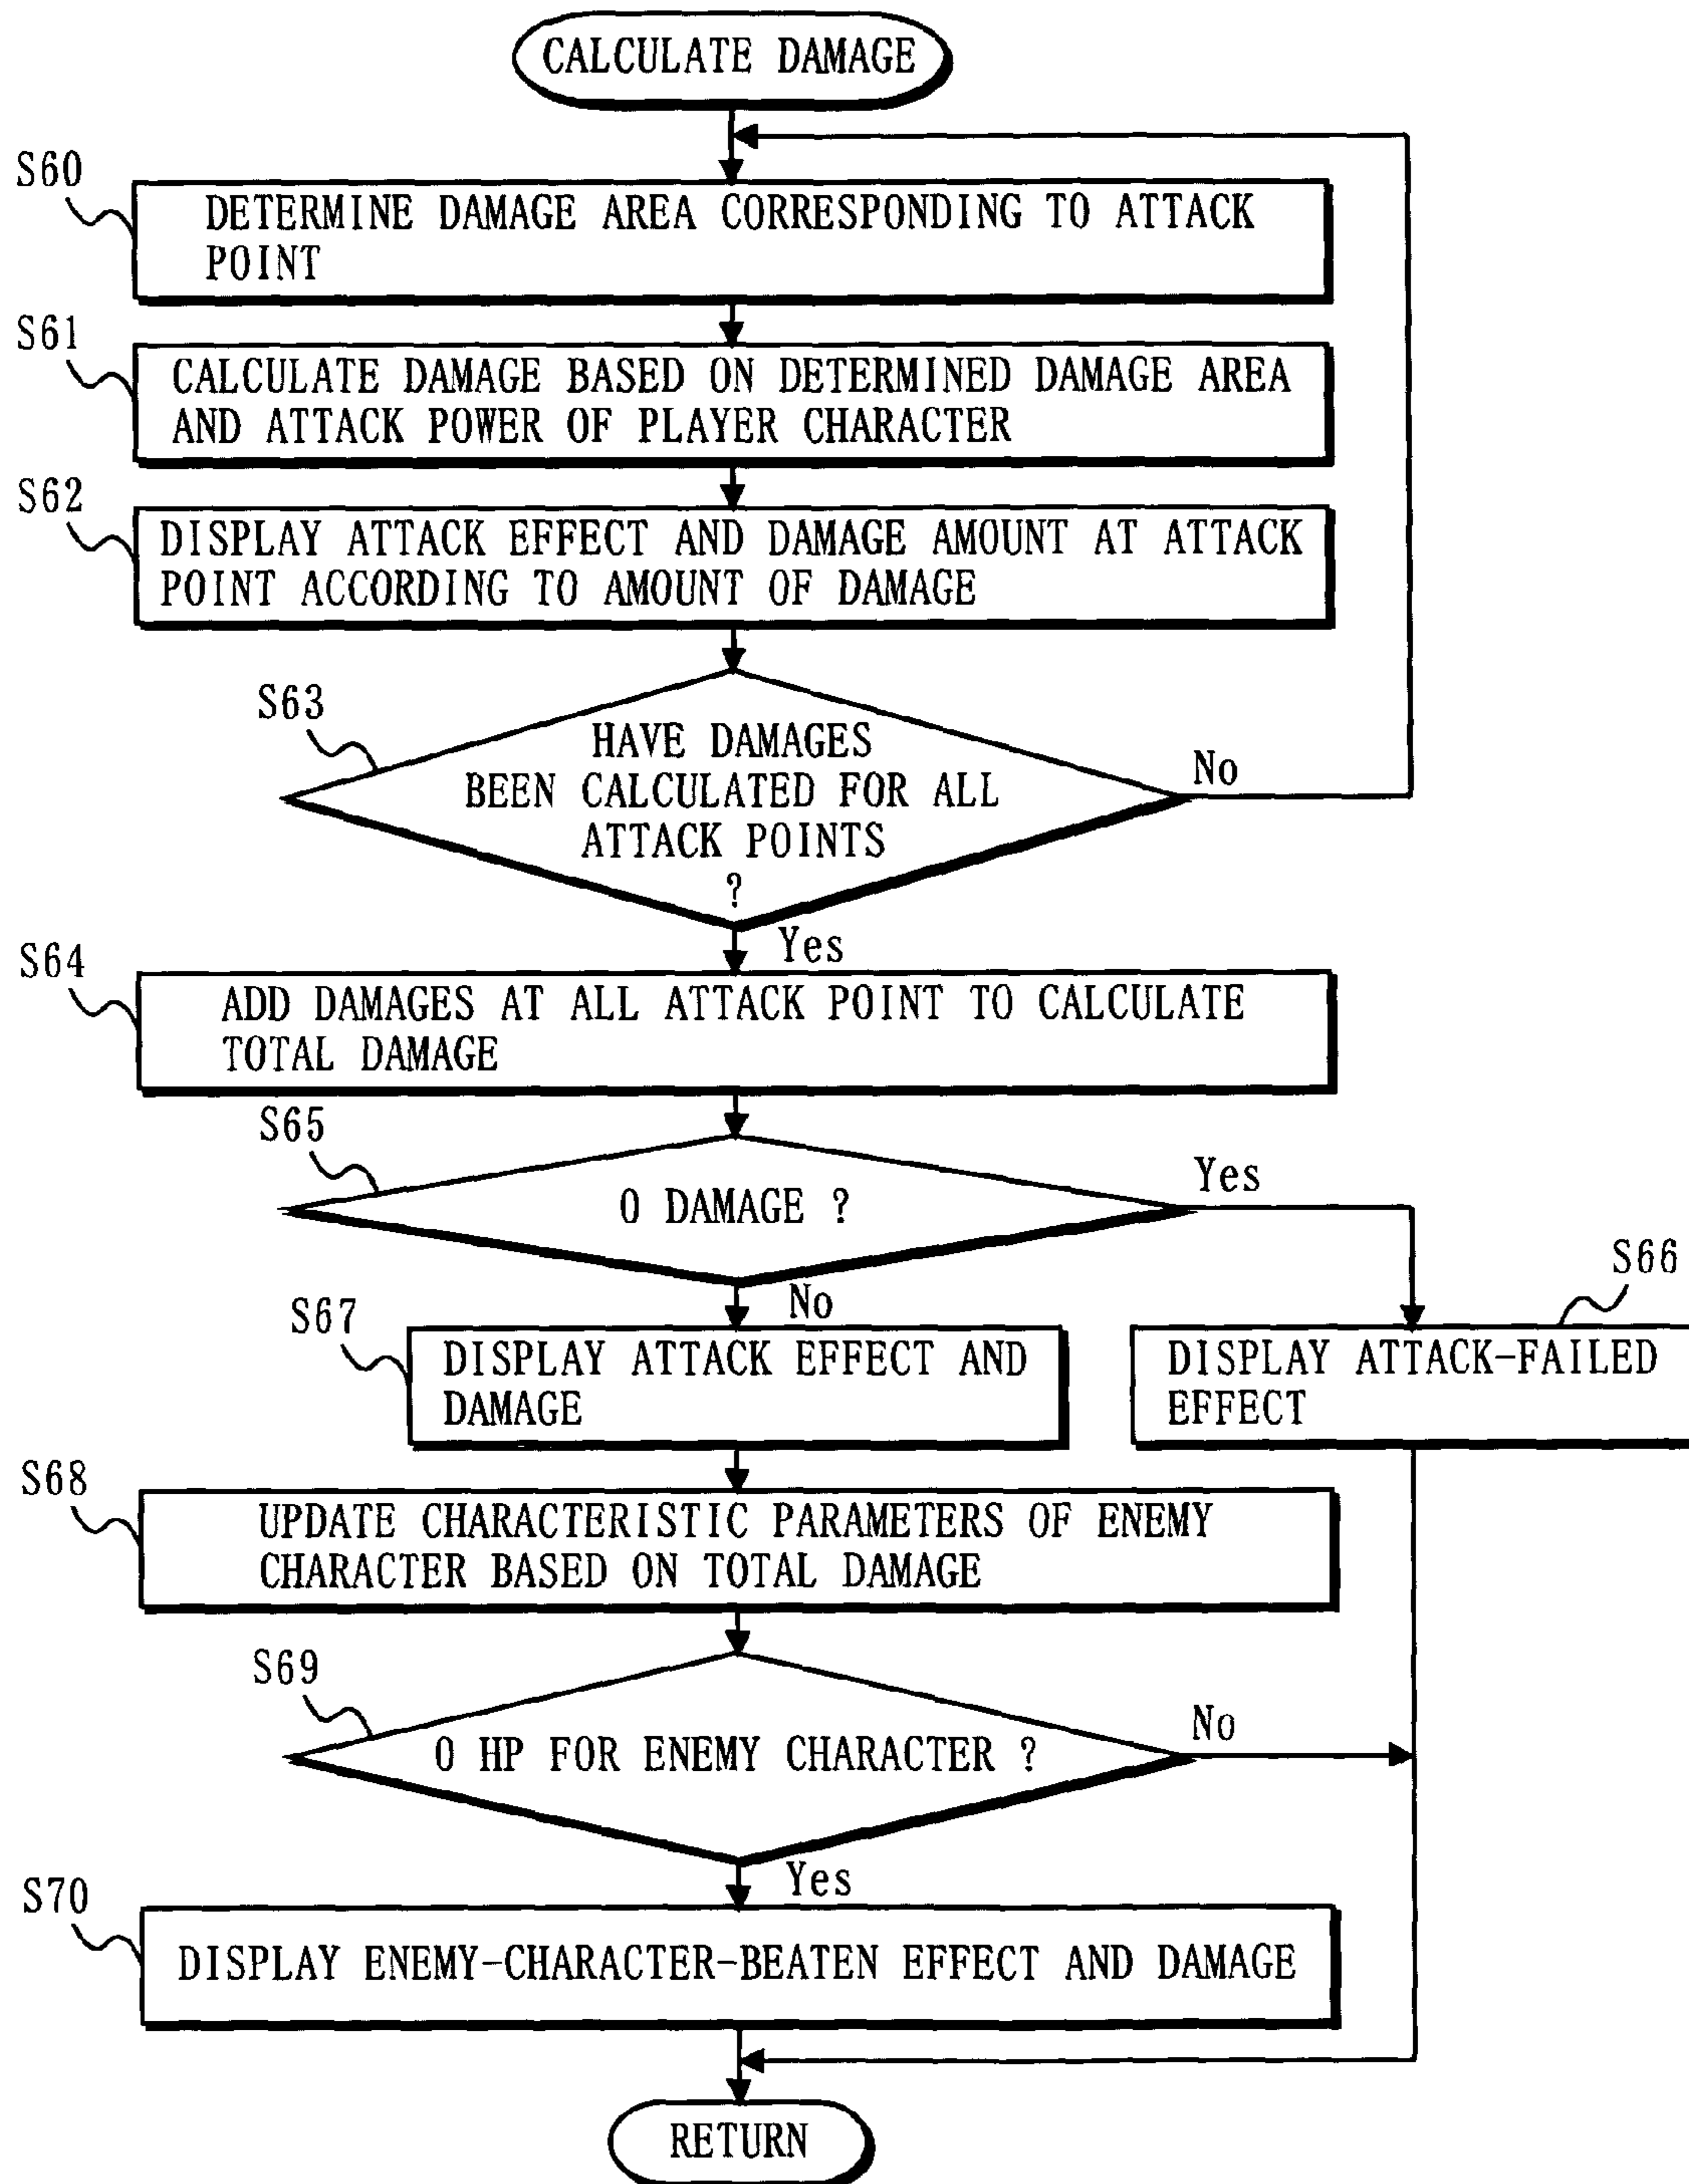 CALCULATE DAMAGE
S60
DETERMINE DAMAGE AREA CORRESPONDING TO ATTACK
POINT
S61
CALCULATE DAMAGE BASED ON DETERMINED DAMAGE AREA
AND ATTACK POWER OF PLAYER CHARACTER
S62
DISPLAY ATTACK EFFECT AND DAMAGE AMOUNT AT ATTACK
POINT ACCORDING TO AMOUNT OF DAMAGE
S63
HAVE DAMAGES
BEEN CALCULATED FOR ALL
ATTACK POINTS
?
No
Yes
S64
ADD DAMAGES AT ALL ATTACK POINT TO CALCULATE
TOTAL DAMAGE
S65
0 DAMAGE ?
Yes
No
S66
DISPLAY ATTACK-FAILED
EFFECT
S67
DISPLAY ATTACK EFFECT AND
DAMAGE
S68
UPDATE CHARACTERISTIC PARAMETERS OF ENEMY
CHARACTER BASED ON TOTAL DAMAGE
S69
0 HP FOR ENEMY CHARACTER ?
No
Yes
S70
DISPLAY ENEMY-CHARACTER-BEATEN EFFECT AND DAMAGE
RETURN